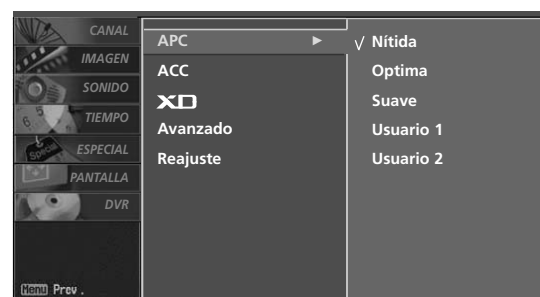 CANAL
IMAGEN
SONIDO
TIEMPO
ESPECIAL
PANTALLA
DVR
Menu Prev.
APC ►
ACC
XD
Avanzado
Reajuste
√ Nítida
Optima
Suave
Usuario 1
Usuario 2